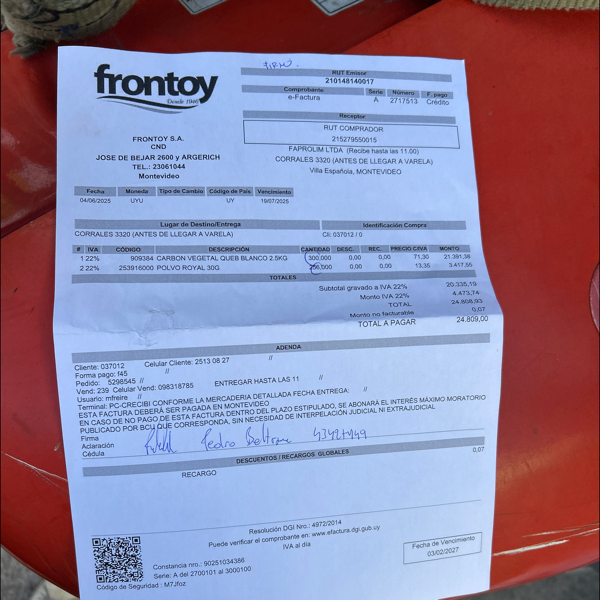 FIRMÓ.
frontoy
Desde 1946
RUT Emisor
210148140017
Comprobante Serie Número F. pago
e-Factura A 2717513 Crédito
Receptor
RUT COMPRADOR
215279550015
FRONTOY S.A.
CND
JOSE DE BEJAR 2600 y ARGERICH
TEL.: 23061044
Montevideo
FAPROLIM LTDA (Recibe hasta las 11.00)
CORRALES 3320 (ANTES DE LLEGAR A VARELA)
Villa Española, MONTEVIDEO
Fecha Moneda Tipo de Cambio Código de País Vencimiento
04/06/2025 UYU UY 19/07/2025
Lugar de Destino/Entrega Identificación Compra
CORRALES 3320 (ANTES DE LLEGAR A VARELA) Cli: 037012 / 0
# IVA CÓDIGO DESCRIPCIÓN CANTIDAD DESC. REC. PRECIO C/IVA MONTO
1 22% 909384 CARBON VEGETAL QUEB BLANCO 2.5KG 300,000 0,00 0,00 71,30 21.391,38
2 22% 253916000 POLVO ROYAL 30G 256,000 0,00 0,00 13,35 3.417,55
TOTALES
Subtotal gravado a IVA 22% 20.335,19
Monto IVA 22% 4.473,74
TOTAL 24.808,93
Monto no facturable 0,07
TOTAL A PAGAR 24.809,00
ADENDA
Cliente: 037012 Celular Cliente: 2513 08 27 //
Forma pago: f45 //
Pedido: 5298545 //
Vend: 239 Celular Vend: 098318785 ENTREGAR HASTA LAS 11 //
Usuario: mfreire //
Terminal: PC-CRECIBI CONFORME LA MERCADERIA DETALLADA FECHA ENTREGA: //
ESTA FACTURA DEBERÁ SER PAGADA EN MONTEVIDEO
EN CASO DE NO PAGO DE ESTA FACTURA DENTRO DEL PLAZO ESTIPULADO, SE ABONARÁ EL INTERÉS MÁXIMO MORATORIO
PUBLICADO POR BCU QUE CORRESPONDA, SIN NECESIDAD DE INTERPELACIÓN JUDICIAL NI EXTRAJUDICIAL
Firma
Aclaración Pedro Beltran
Cédula
DESCUENTOS / RECARGOS GLOBALES
RECARGO 0,07
Resolución DGI Nro.: 4972/2014
Puede verificar el comprobante en: www.efactura.dgi.gub.uy
IVA al día
Constancia nro.: 90251034386
Serie: A del 2700101 al 3000100
Código de Seguridad : M7Jfoz
Fecha de Vencimiento
03/02/2027